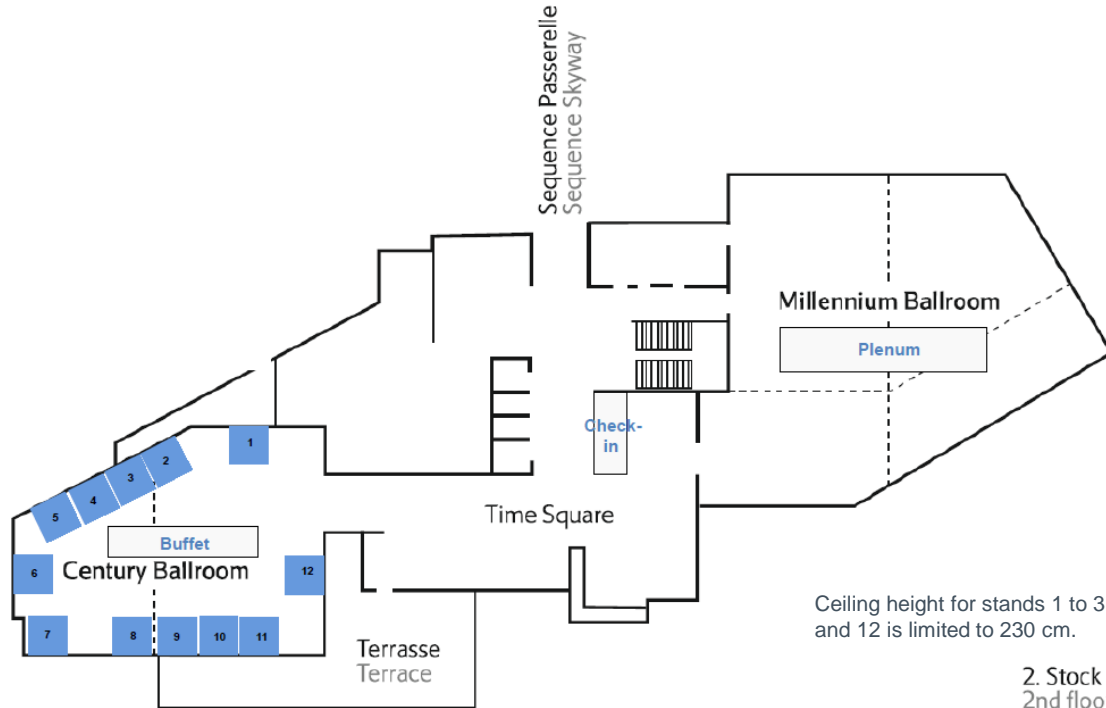 Sequence Passerelle
Sequence Skyway
Millennium Ballroom
Plenum
Check-
in
1
2
3
4
5
Time Square
Buffet
Century Ballroom
6
12
7
8
9
10
11
Ceiling height for stands 1 to 3
and 12 is limited to 230 cm.
Terrasse
Terrace
2. Stock
2nd floo